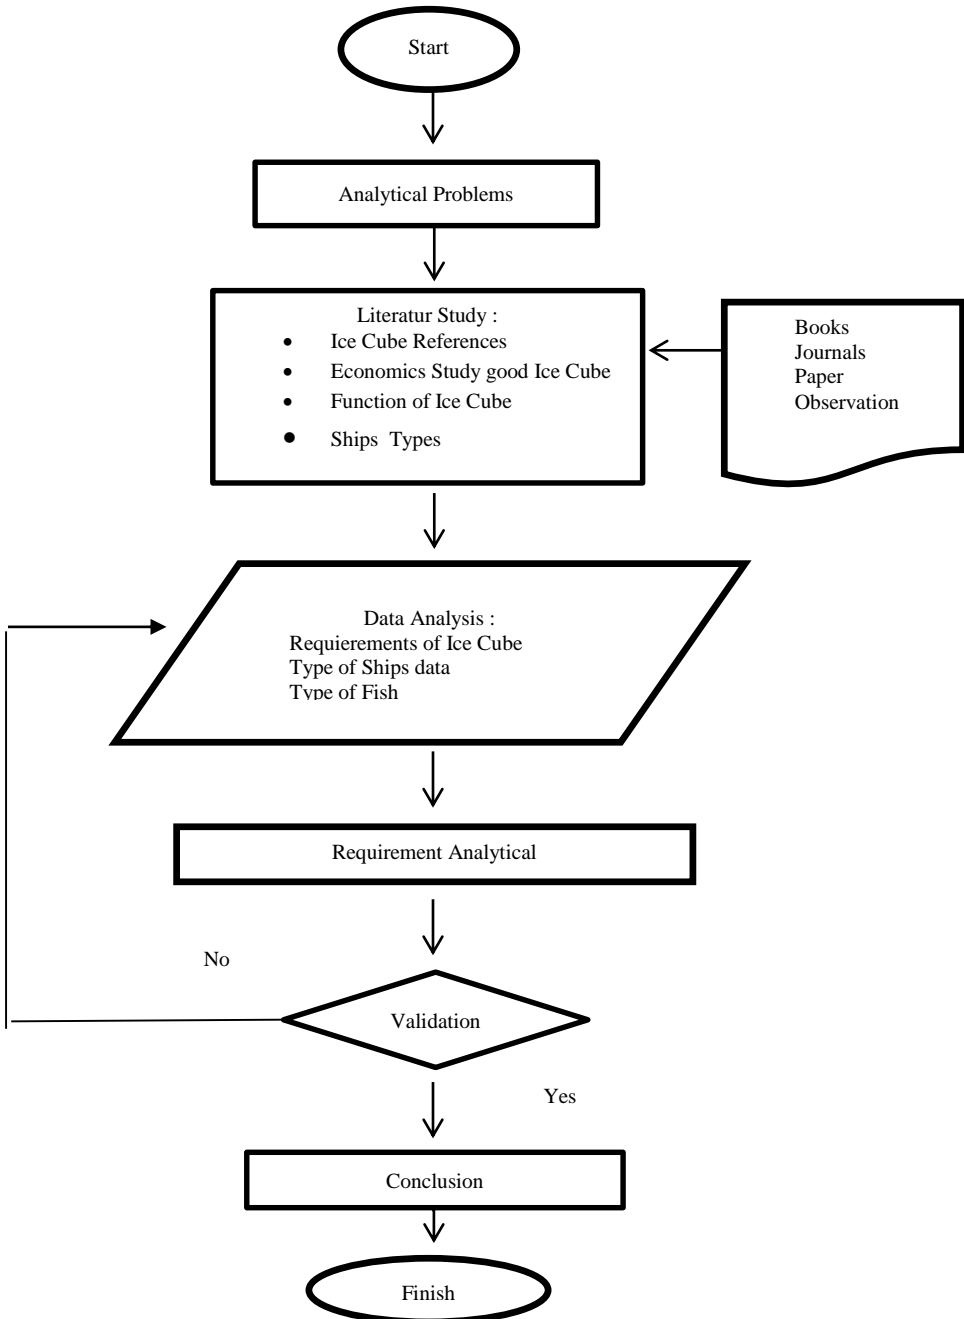 Start
Analytical Problems
Literatur Study :
• Ice Cube References
• Economics Study good Ice Cube
• Function of Ice Cube
• Ships Types
Books
Journals
Paper
Observation
Data Analysis :
Requierements of Ice Cube
Type of Ships data
Type of Fish
Requirement Analytical
No
Validation
Yes
Conclusion
Finish